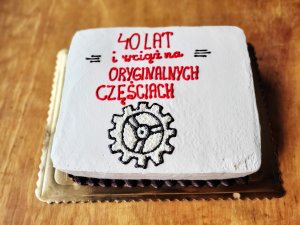 40 LAT
i wciąż na
ORYGINALNYCH
CZĘŚCIACH